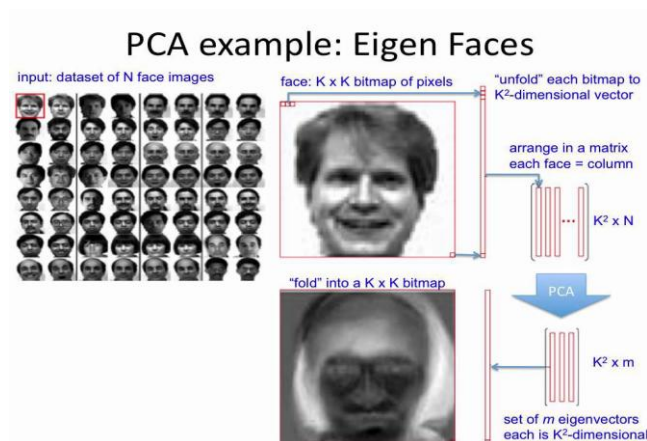 PCA example: Eigen Faces
input: dataset of N face images
face: K x K bitmap of pixels
"unfold" each bitmap to
K²-dimensional vector
arrange in a matrix
each face = column
K² x N
"fold" into a K x K bitmap
PCA
K² x m
set of m eigenvectors
each is K²-dimensional